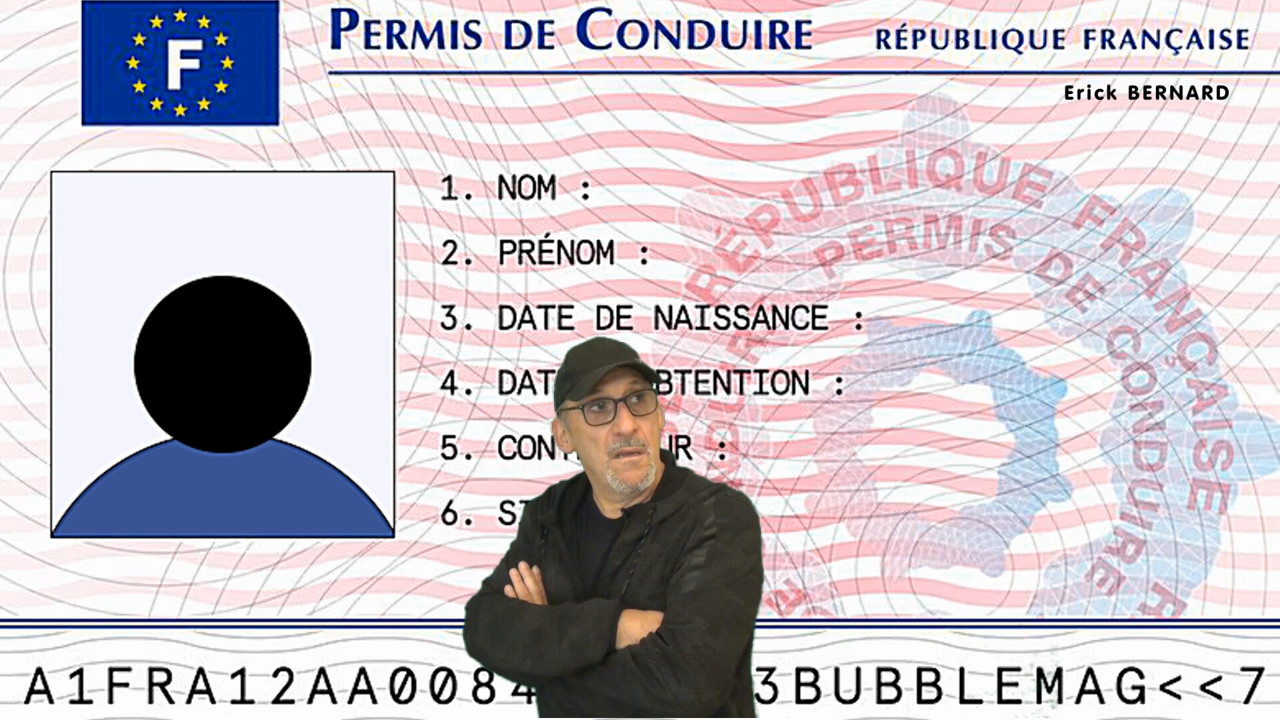 F
PERMIS DE CONDUIRE
RÉPUBLIQUE FRANÇAISE
Erick BERNARD
1. NOM :
2. PRÉNOM :
3. DATE DE NAISSANCE :
4. DAT BTENTION :
5. CON R :
6. S
RÉPUBLIQUE FRANÇAISE
PERMIS DE CONDUIRE
A1FRA12AA0084 3BUBBLEMAG<<7